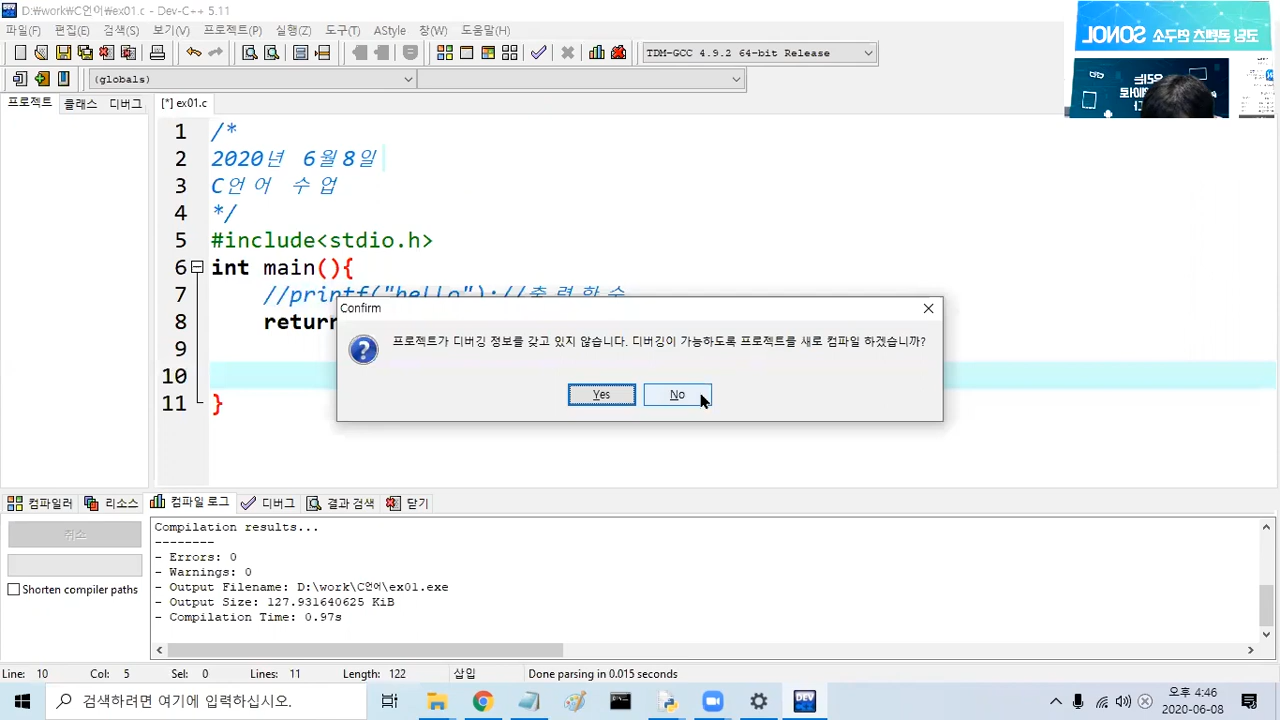 D:\work\C언어\ex01.c - Dev-C++ 5.11
파일(F) 편집(E) 검색(S) 보기(V) 프로젝트(P) 실행(Z) 도구(T) AStyle 창(W) 도움말(H)
TDM-GCC 4.9.2 64-bit Release
(globals)
프로젝트 클래스 디버그 [*] ex01.c
1 /*
2 2020년 6월8일
3 C언어 수업
4 */
5 #include<stdio.h>
6 int main(){
7 //printf("hello");//출력함수
8 return
9
10
11 }
Confirm
프로젝트가 디버깅 정보를 갖고 있지 않습니다. 디버깅이 가능하도록 프로젝트를 새로 컴파일 하겠습니까?
Yes No
컴파일러 리소스 컴파일 로그 디버그 결과 검색 닫기
취소
Shorten compiler paths
Compilation results...
--------
- Errors: 0
- Warnings: 0
- Output Filename: D:\work\C언어\ex01.exe
- Output Size: 127.931640625 KiB
- Compilation Time: 0.97s
Line: 10 Col: 5 Sel: 0 Lines: 11 Length: 122 삽입 Done parsing in 0.015 seconds
검색하려면 여기에 입력하십시오.
DEV
오후 4:46
2020-06-08
코딩 콘텐츠 연구소 SONOL